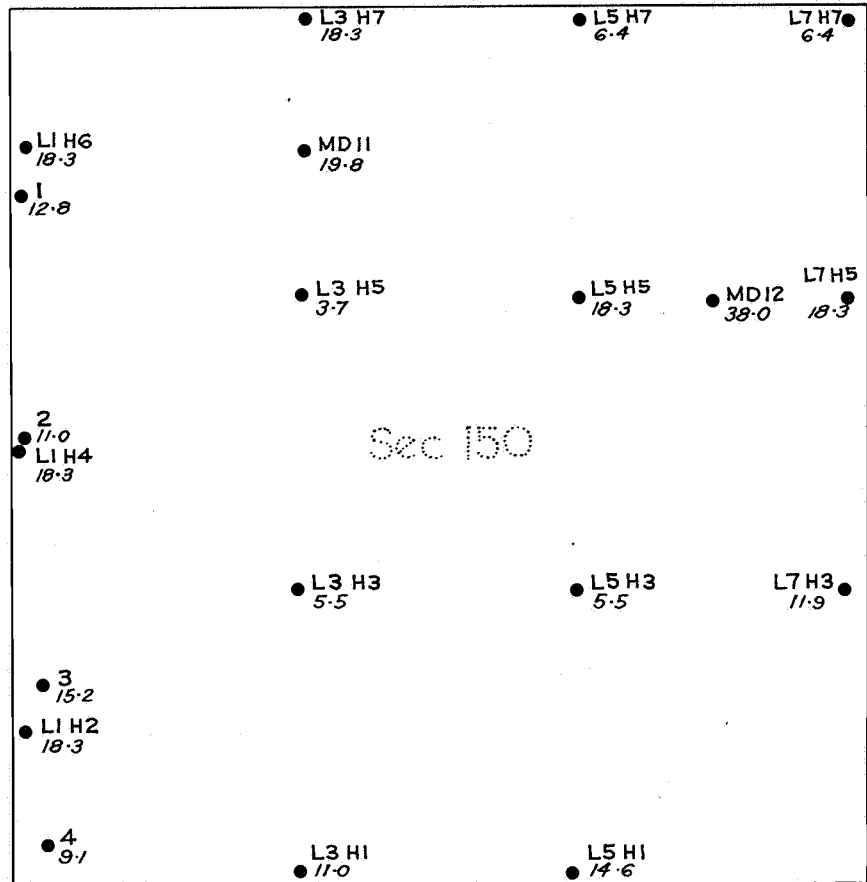 L3 H7
18·3
L5 H7
6·4
L7 H7
6·4
L1 H6
18·3
MD11
19·8
1
12·8
L3 H5
3·7
L5 H5
18·3
MD12
38·0
L7 H5
18·3
2
11·0
L1 H4
18·3
Sec 150
L3 H3
5·5
L5 H3
5·5
L7 H3
11·9
3
15·2
L1 H2
18·3
4
9·1
L3 H1
11·0
L5 H1
14·6